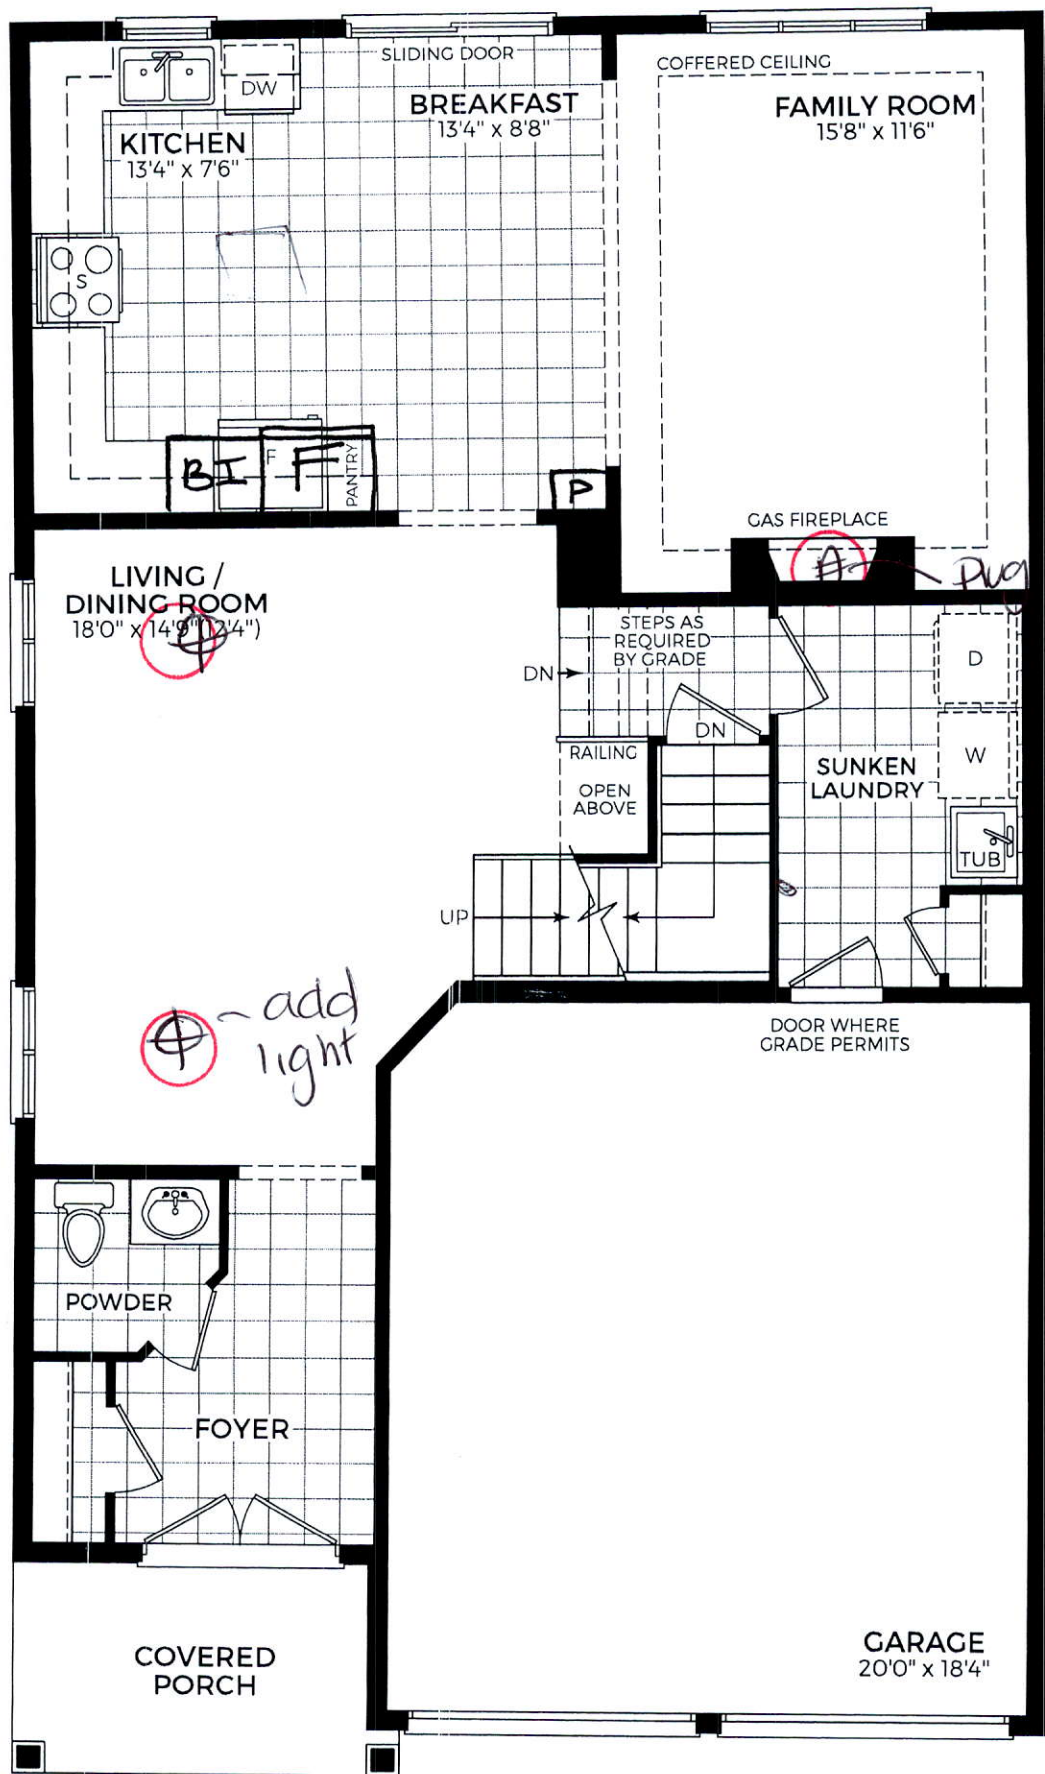 SLIDING DOOR
COFFERED CEILING
DW
BREAKFAST
13'4" x 8'8"
FAMILY ROOM
15'8" x 11'6"
KITCHEN
13'4" x 7'6"
S
BI
F
F
PANTRY
P
GAS FIREPLACE
plug
LIVING /
DINING ROOM
18'0" x 14'9"(12'4")
STEPS AS
REQUIRED
BY GRADE
DN
D
DN
RAILING
W
SUNKEN
LAUNDRY
OPEN
ABOVE
TUB
UP
add
light
DOOR WHERE
GRADE PERMITS
POWDER
FOYER
COVERED
PORCH
GARAGE
20'0" x 18'4"